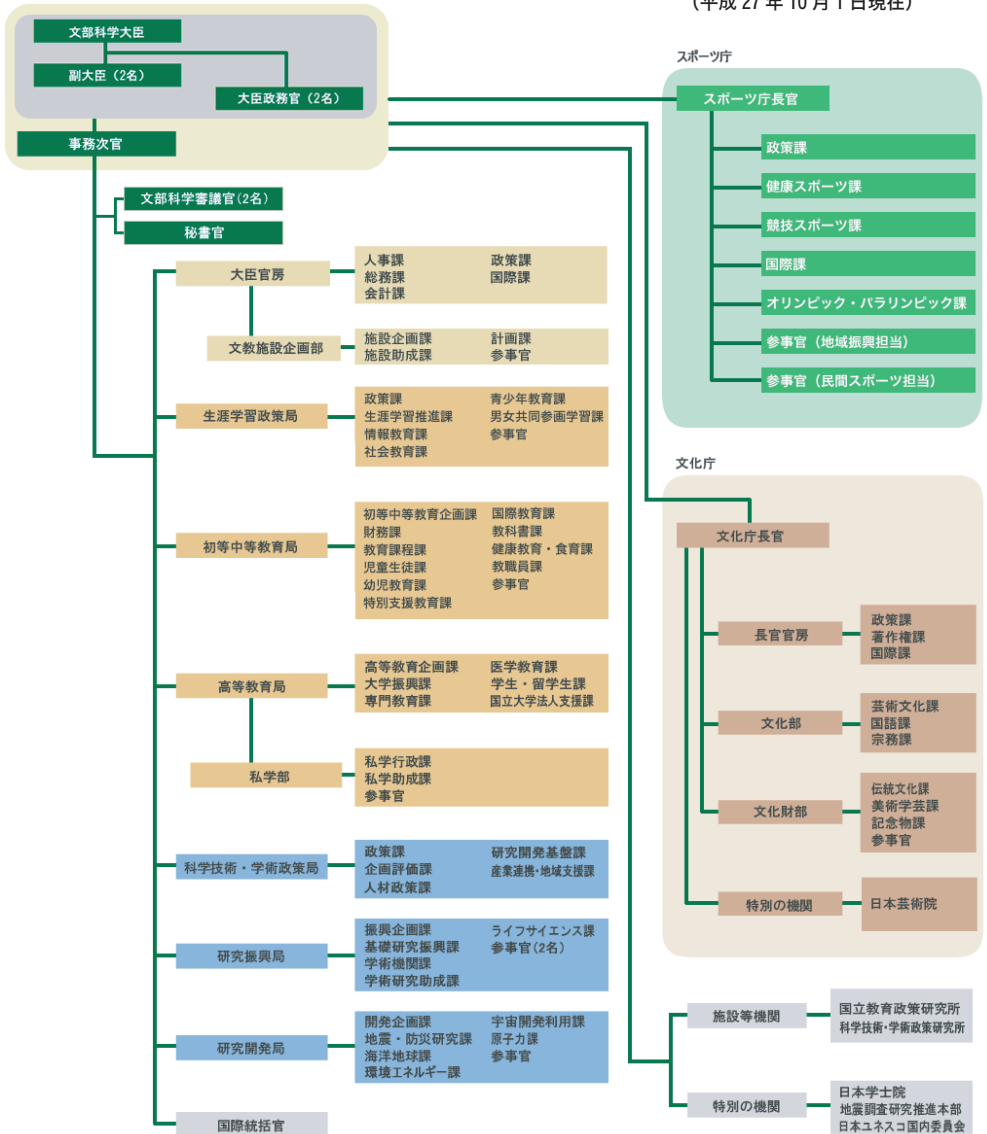 （平成 27 年 10 月 1 日現在）
文部科学大臣
副大臣（2名）
大臣政務官（2名）
事務次官
文部科学審議官（2名）
秘書官
大臣官房
人事課 政策課
総務課 国際課
会計課
文教施設企画部
施設企画課 計画課
施設助成課 参事官
生涯学習政策局
政策課 青少年教育課
生涯学習推進課 男女共同参画学習課
情報教育課 参事官
社会教育課
初等中等教育局
初等中等教育企画課 国際教育課
財務課 教科書課
教育課程課 健康教育・食育課
児童生徒課 教職員課
幼児教育課 参事官
特別支援教育課
高等教育局
高等教育企画課 医学教育課
大学振興課 学生・留学生課
専門教育課 国立大学法人支援課
私学部
私学行政課
私学助成課
参事官
科学技術・学術政策局
政策課 研究開発基盤課
企画評価課 産業連携・地域支援課
人材政策課
研究振興局
振興企画課 ライフサイエンス課
基礎研究振興課 参事官（2名）
学術機関課
学術研究助成課
研究開発局
開発企画課 宇宙開発利用課
地震・防災研究課 原子力課
海洋地球課 参事官
環境エネルギー課
国際統括官
スポーツ庁
スポーツ庁長官
政策課
健康スポーツ課
競技スポーツ課
国際課
オリンピック・パラリンピック課
参事官（地域振興担当）
参事官（民間スポーツ担当）
文化庁
文化庁長官
長官官房
政策課
著作権課
国際課
文化部
芸術文化課
国語課
宗務課
文化財部
伝統文化課
美術学芸課
記念物課
参事官
特別の機関
日本芸術院
施設等機関
国立教育政策研究所
科学技術・学術政策研究所
特別の機関
日本学士院
地震調査研究推進本部
日本ユネスコ国内委員会